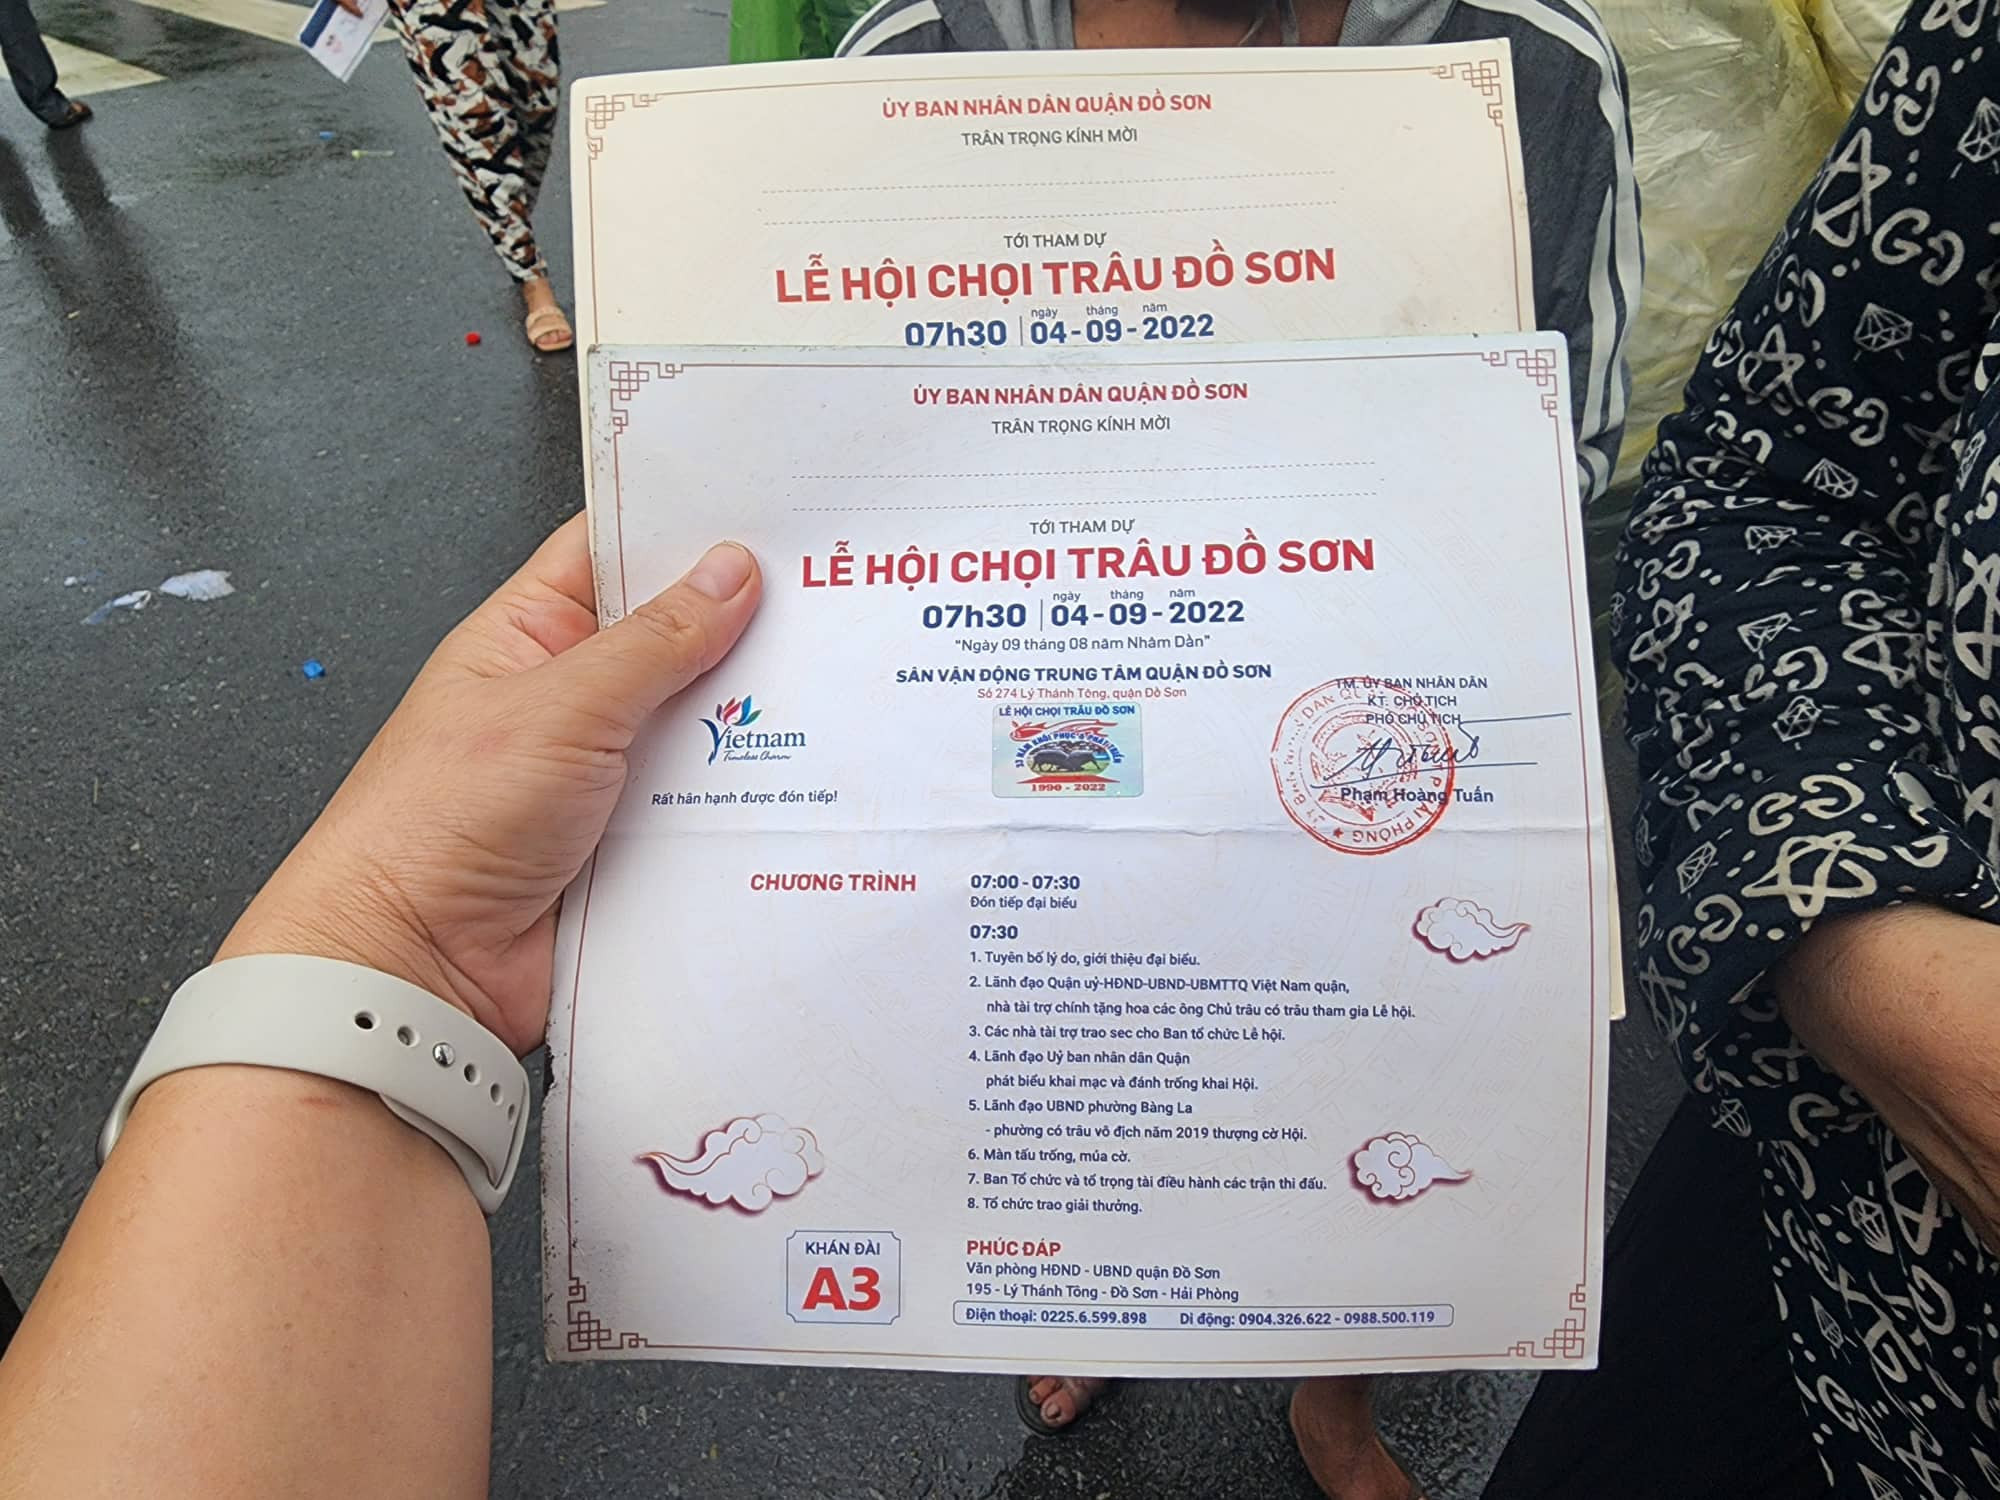 ỦY BAN NHÂN DÂN QUẬN ĐỒ SƠN
TRÂN TRỌNG KÍNH MỜI
TỚI THAM DỰ
LỄ HỘI CHỌI TRÂU ĐỒ SƠN
ngày tháng năm
07h30 04-09-2022
ỦY BAN NHÂN DÂN QUẬN ĐỒ SƠN
TRÂN TRỌNG KÍNH MỜI
TỚI THAM DỰ
LỄ HỘI CHỌI TRÂU ĐỒ SƠN
ngày tháng năm
07h30 04-09-2022
"Ngày 09 tháng 08 năm Nhâm Dần"
SÂN VẬN ĐỘNG TRUNG TÂM QUẬN ĐỒ SƠN
Số 274 Lý Thánh Tông, quận Đồ Sơn
Vietnam
Timeless Charm
Rất hân hạnh được đón tiếp!
LỄ HỘI CHỌI TRÂU ĐỒ SƠN
NĂM KHÔI PHỤC & PHÁT TRIỂN
1990 - 2022
TM. ỦY BAN NHÂN DÂN
KT. CHỦ TỊCH
PHÓ CHỦ TỊCH
Phạm Hoàng Tuấn
CHƯƠNG TRÌNH
07:00 - 07:30
Đón tiếp đại biểu
07:30
1. Tuyên bố lý do, giới thiệu đại biểu.
2. Lãnh đạo Quận uỷ-HĐND-UBND-UBMTTQ Việt Nam quận,
nhà tài trợ chính tặng hoa các ông Chủ trâu có trâu tham gia Lễ hội.
3. Các nhà tài trợ trao sec cho Ban tổ chức Lễ hội.
4. Lãnh đạo Uỷ ban nhân dân Quận
phát biểu khai mạc và đánh trống khai Hội.
5. Lãnh đạo UBND phường Bàng La
- phường có trâu vô địch năm 2019 thượng cờ Hội.
6. Màn tấu trống, múa cờ.
7. Ban Tổ chức và tổ trọng tài điều hành các trận thi đấu.
8. Tổ chức trao giải thưởng.
KHÁN ĐÀI
A3
PHÚC ĐÁP
Văn phòng HĐND - UBND quận Đồ Sơn
195 - Lý Thánh Tông - Đồ Sơn - Hải Phòng
Điện thoại: 0225.6.599.898 Di động: 0904.326.622 - 0988.500.119